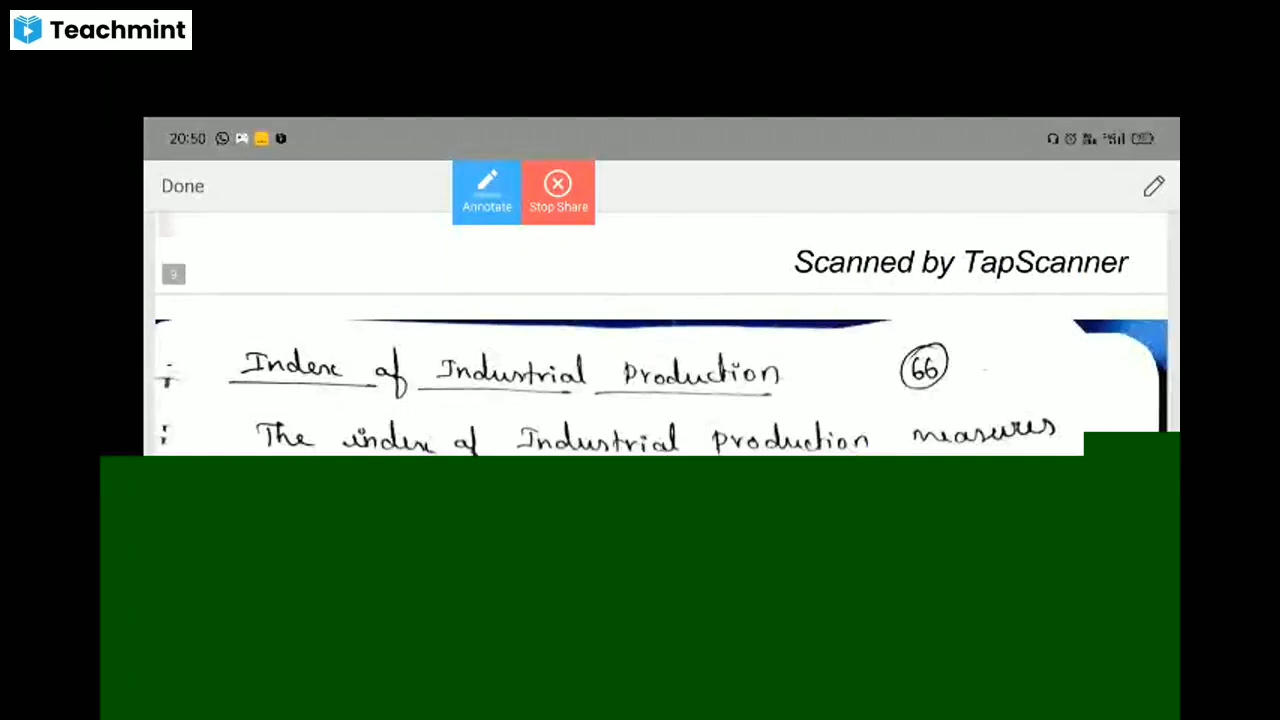 Teachmint
20:50
Done
Annotate
Stop Share
Scanned by TapScanner
9
Index of Industrial Production
66
The index of Industrial production measures